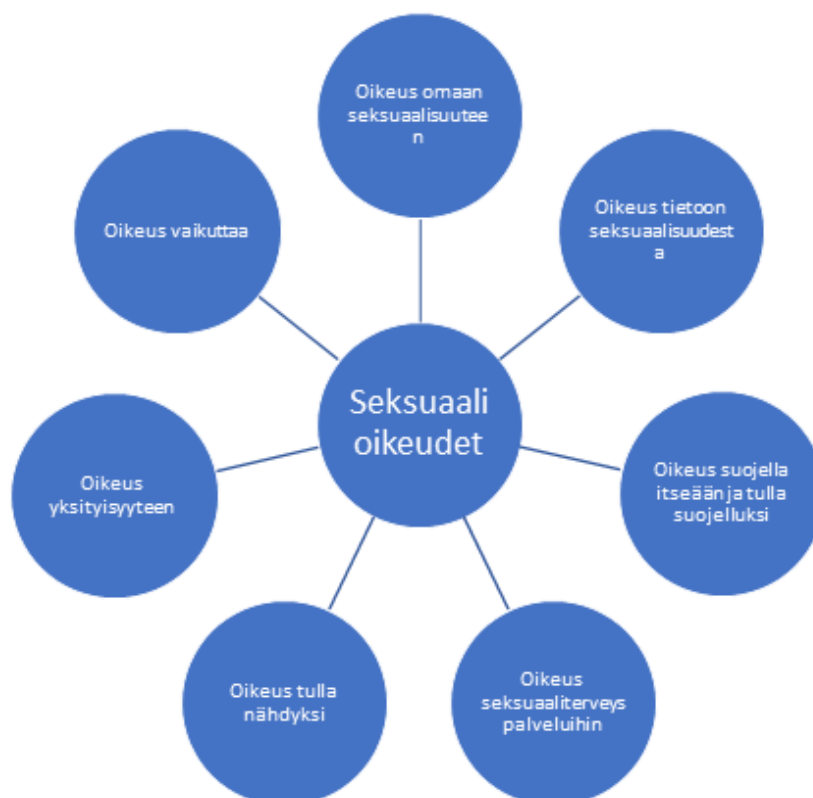 Oikeus omaan
seksuaalisuutee
n
Oikeus tietoon
seksuaalisuudest
a
Oikeus suojella
itseään ja tulla
suojelluksi
Oikeus
seksuaaliterveys
palveluihin
Oikeus tulla
nähdyksi
Oikeus
yksityisyyteen
Oikeus vaikuttaa
Seksuaali
oikeudet